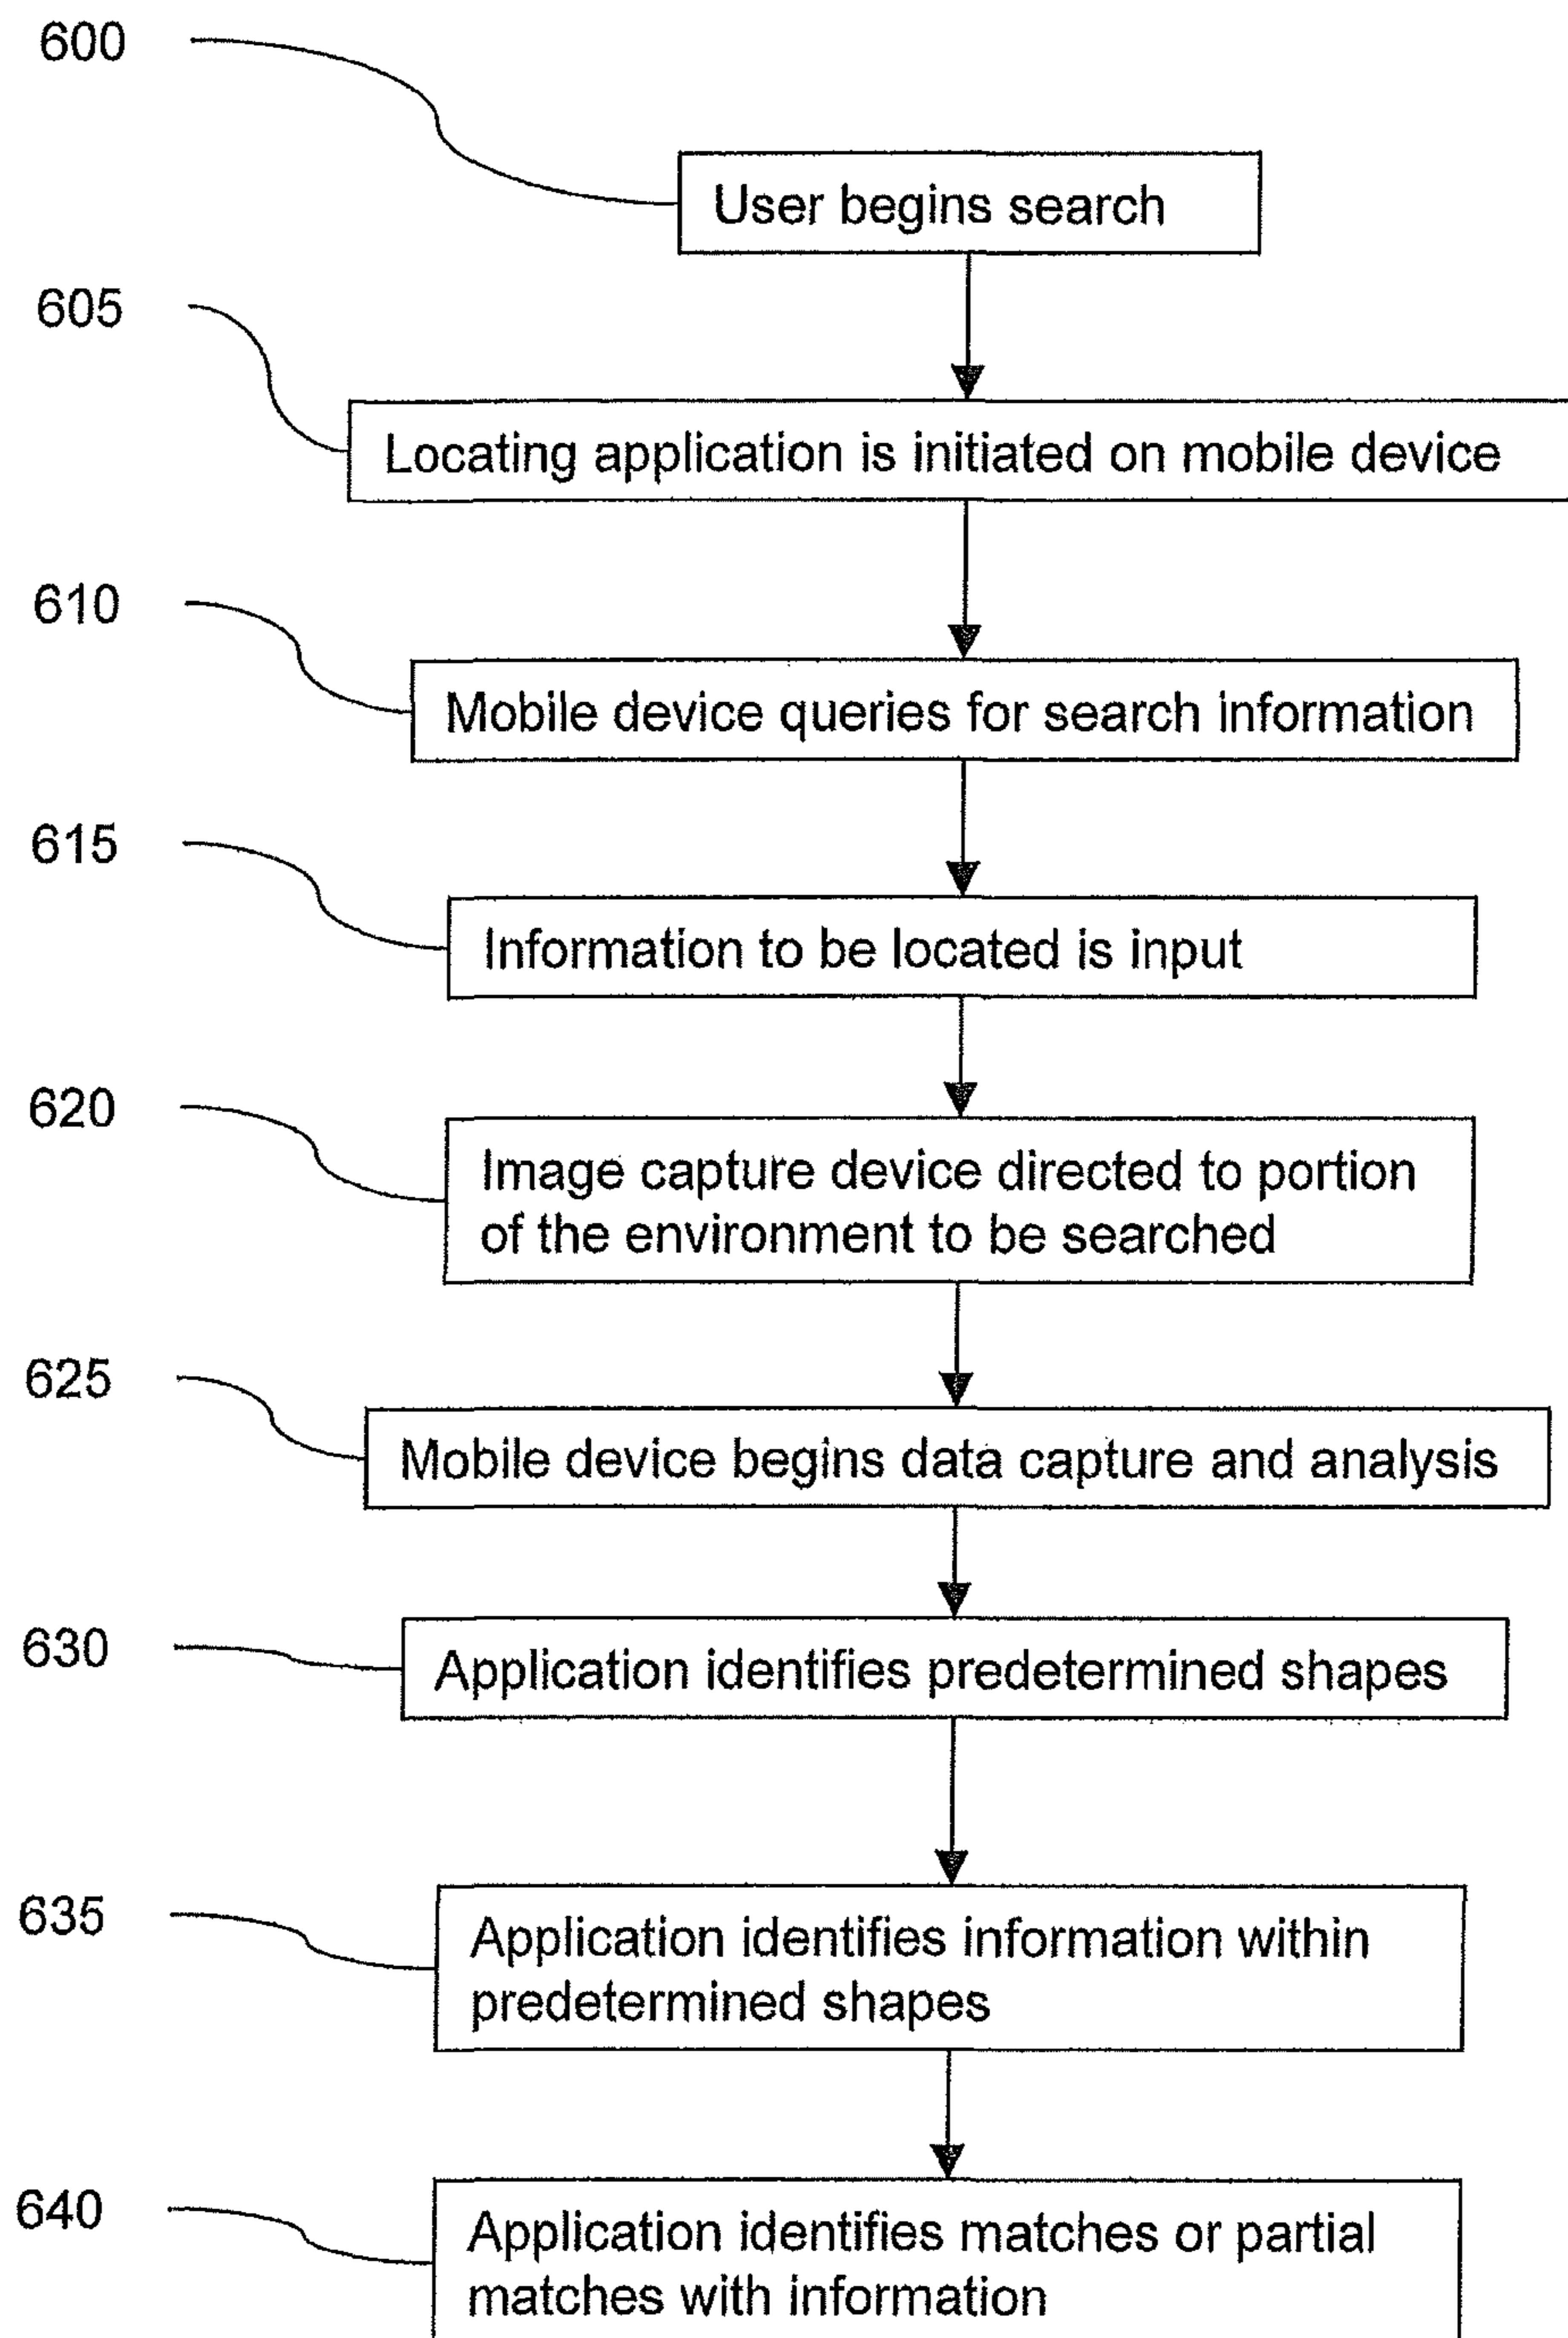 600
User begins search
605
Locating application is initiated on mobile device
610
Mobile device queries for search information
615
Information to be located is input
620
Image capture device directed to portion
of the environment to be searched
625
Mobile device begins data capture and analysis
630
Application identifies predetermined shapes
635
Application identifies information within
predetermined shapes
640
Application identifies matches or partial
matches with information